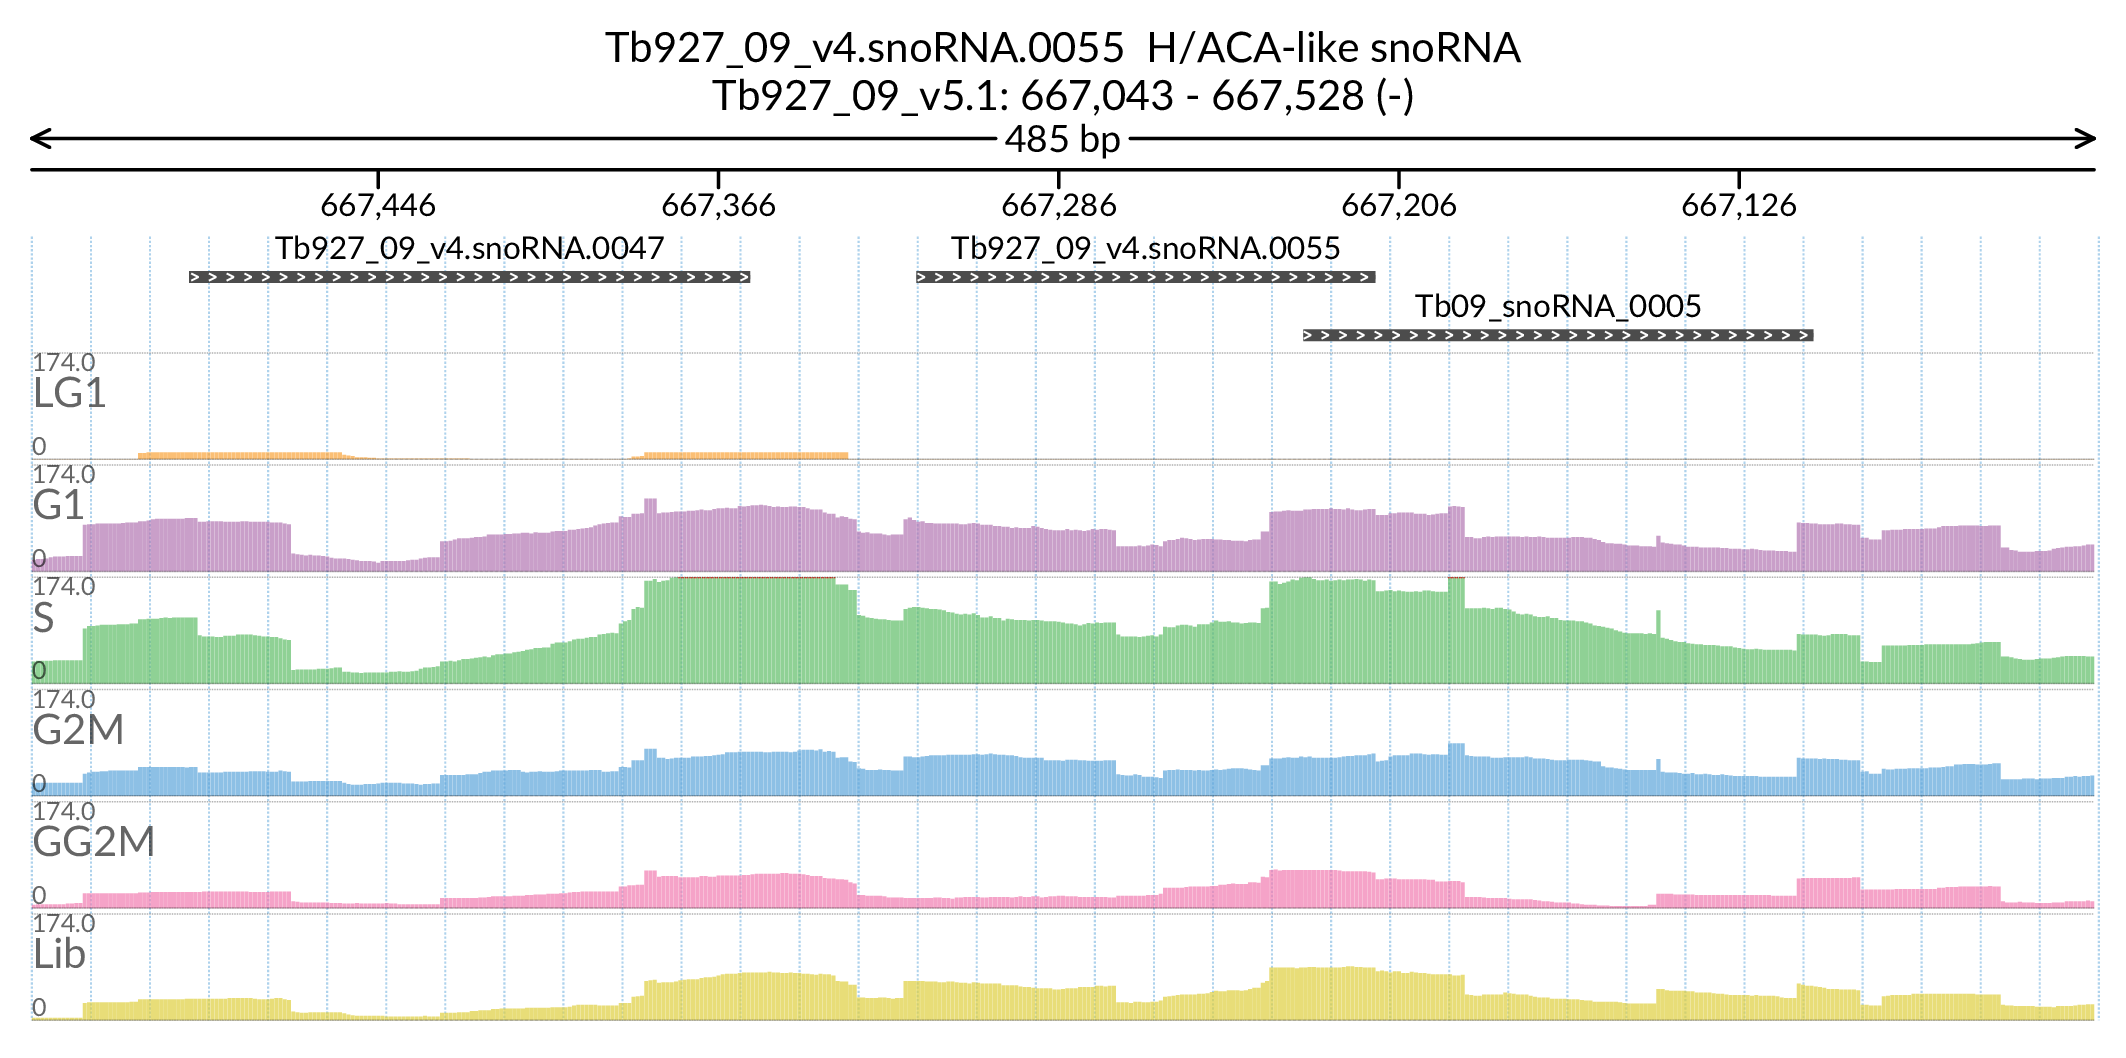 Tb927_09_v4.snoRNA.0055  H/ACA-like snoRNA
Tb927_09_v5.1: 667,043 - 667,528 (-)
485 bp
667,446 667,366 667,286 667,206 667,126
Tb927_09_v4.snoRNA.0047 Tb927_09_v4.snoRNA.0055
Tb09_snoRNA_0005
174.0
LG1
0
174.0
G1
0
174.0
S
0
174.0
G2M
0
174.0
GG2M
0
174.0
Lib
0